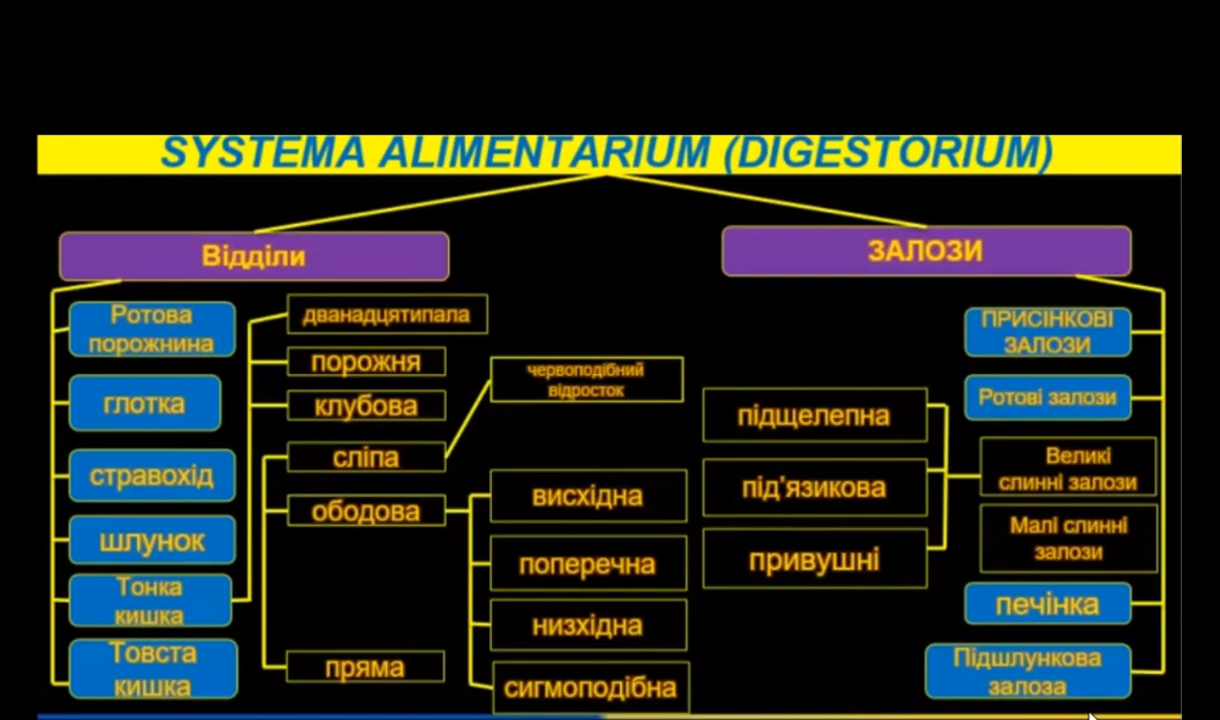 SYSTEMA ALIMENTARIUM (DIGESTORIUM)
Відділи
Ротова
порожнина
глотка
стравохід
шлунок
Тонка
кишка
Товста
кишка
дванадцятипала
порожня
клубова
сліпа
ободова
пряма
червоподібний
відросток
висхідна
поперечна
низхідна
сигмоподібна
ЗАЛОЗИ
ПРИСІНКОВІ
ЗАЛОЗИ
Ротові залози
Великі
слинні залози
Малі слинні
залози
підщелепна
під'язикова
привушні
печінка
Підшлункова
залоза